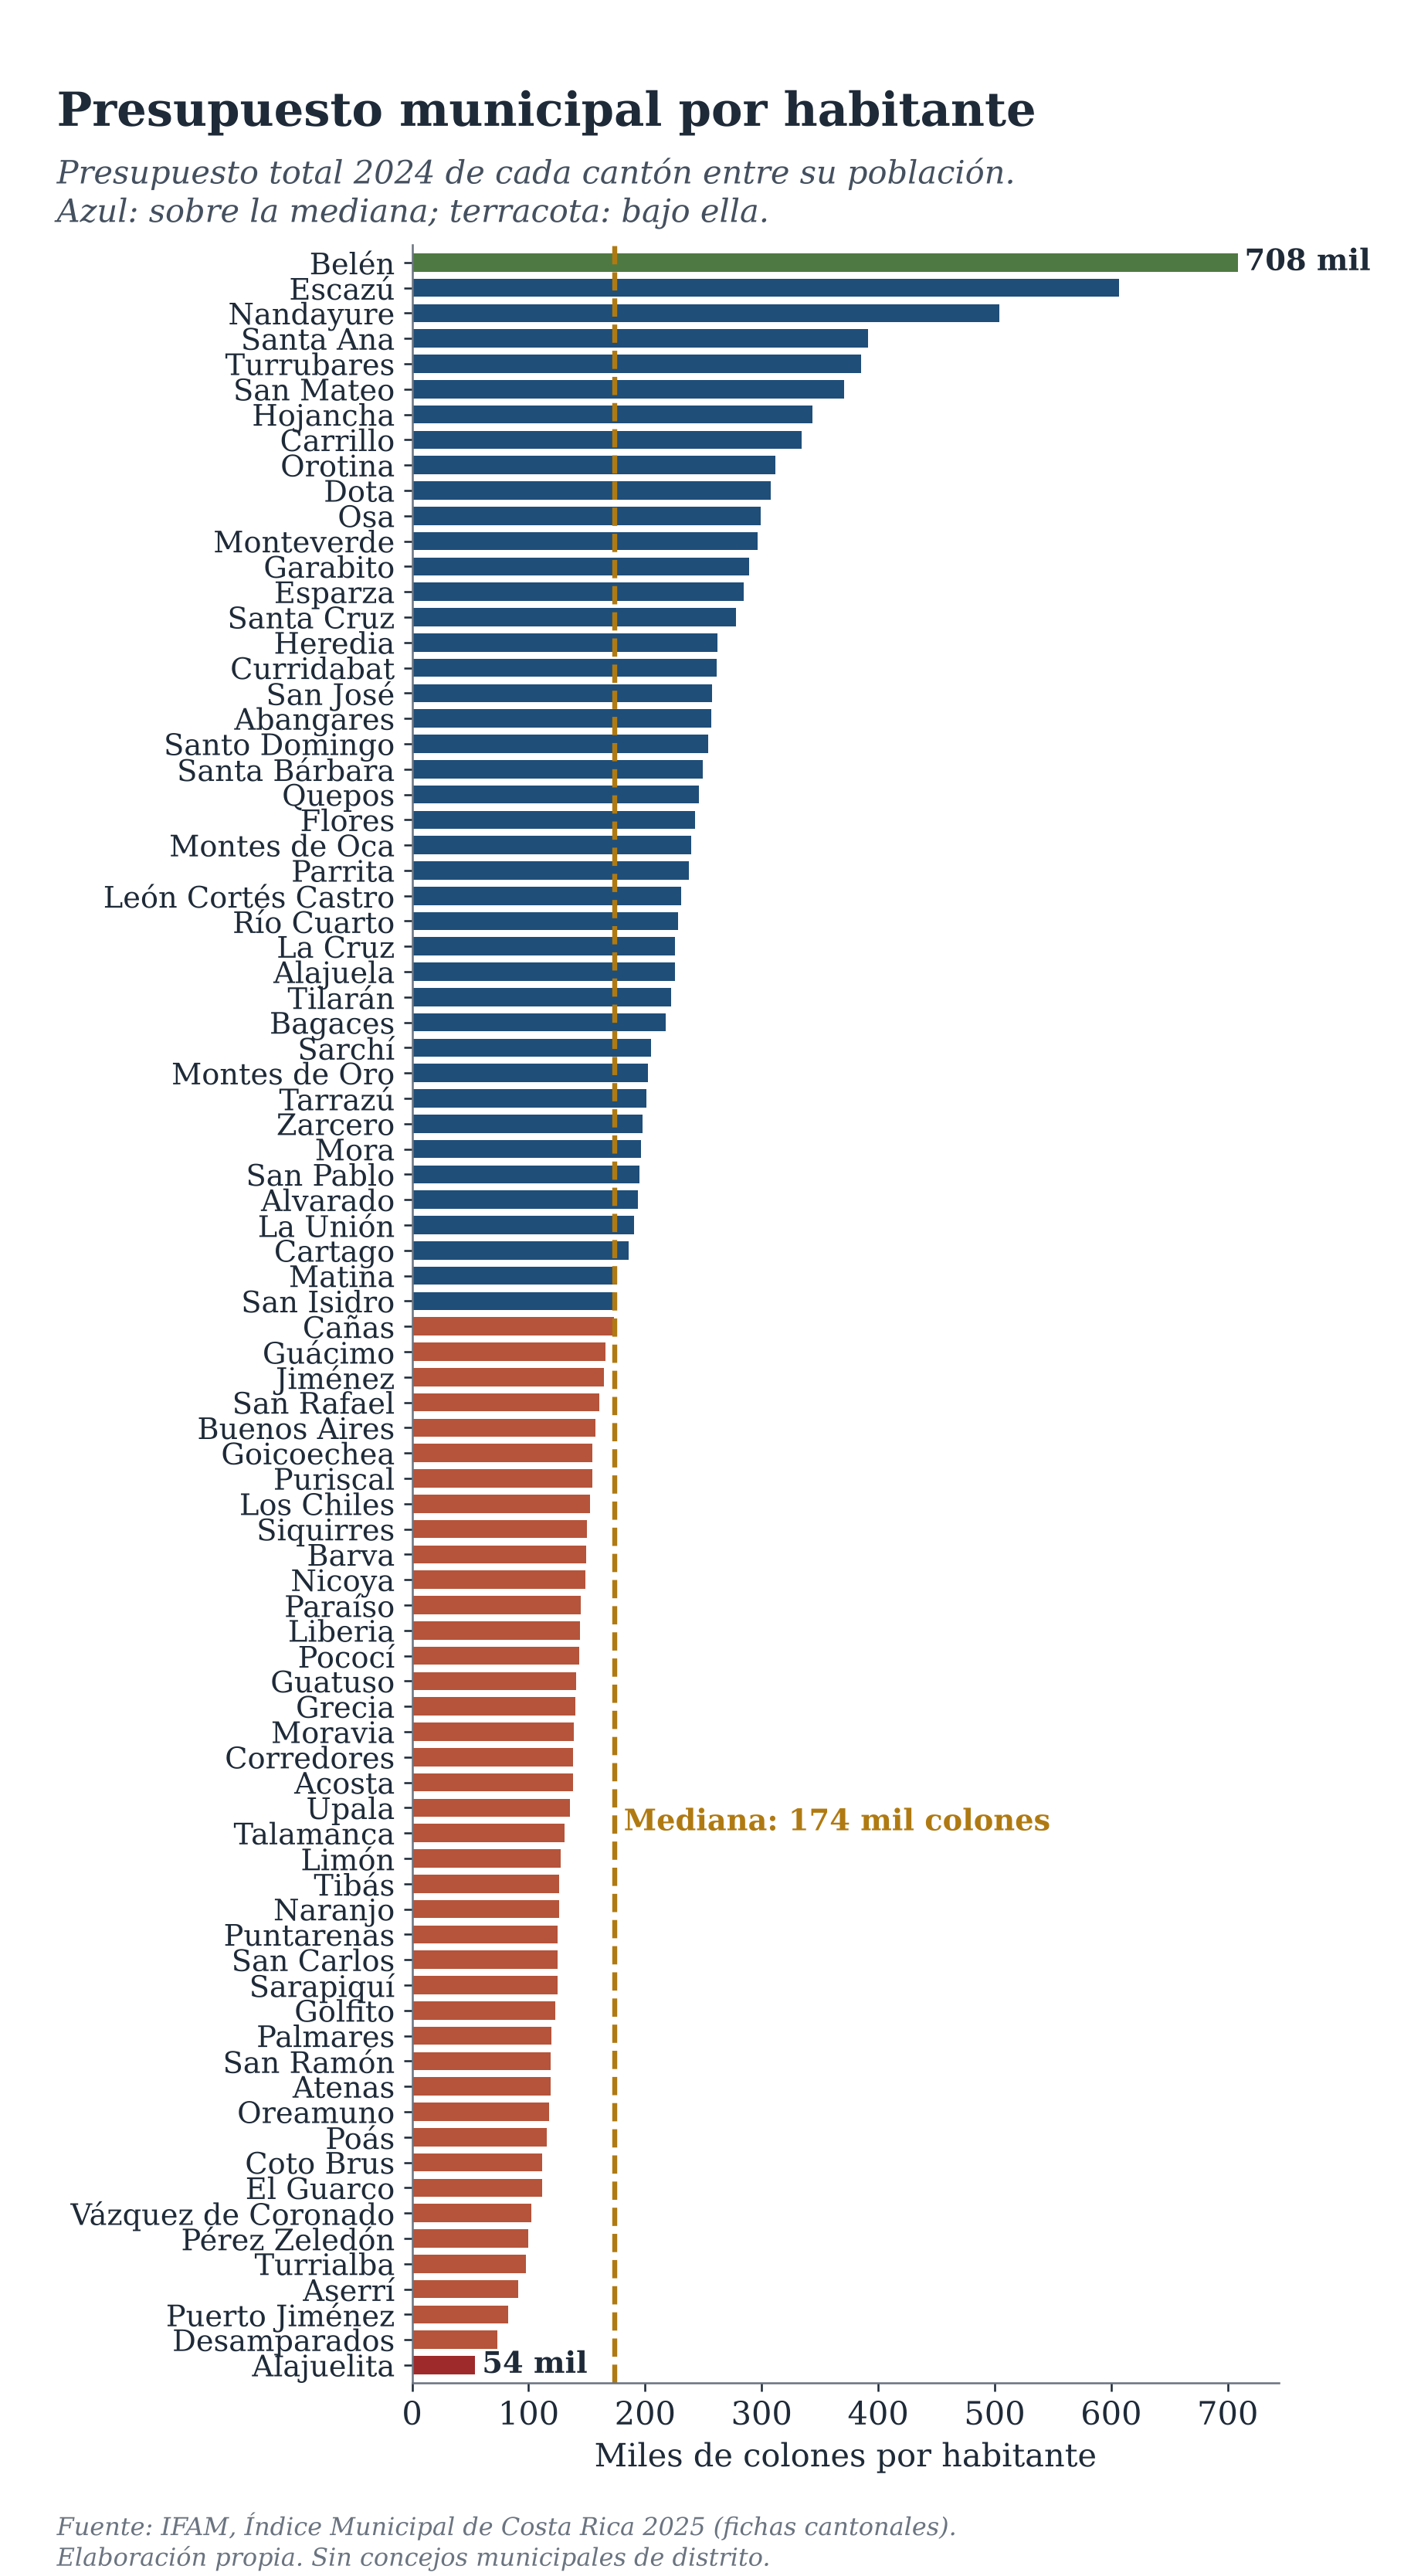 Presupuesto municipal por habitante
Presupuesto total 2024 de cada cantón entre su población.
Azul: sobre la mediana; terracota: bajo ella.
Belén 708 mil
Escazú
Nandayure
Santa Ana
Turrubares
San Mateo
Hojancha
Carrillo
Orotina
Dota
Osa
Monteverde
Garabito
Esparza
Santa Cruz
Heredia
Curridabat
San José
Abangares
Santo Domingo
Santa Bárbara
Quepos
Flores
Montes de Oca
Parrita
León Cortés Castro
Río Cuarto
La Cruz
Alajuela
Tilarán
Bagaces
Sarchí
Montes de Oro
Tarrazú
Zarcero
Mora
San Pablo
Alvarado
La Unión
Cartago
Matina
San Isidro
Cañas
Guácimo
Jiménez
San Rafael
Buenos Aires
Goicoechea
Puriscal
Los Chiles
Siquirres
Barva
Nicoya
Paraíso
Liberia
Pococí
Guatuso
Grecia
Moravia
Corredores
Acosta
Upala
Mediana: 174 mil colones
Talamanca
Limón
Tibás
Naranjo
Puntarenas
San Carlos
Sarapiquí
Golfito
Palmares
San Ramón
Atenas
Oreamuno
Poás
Coto Brus
El Guarco
Vázquez de Coronado
Pérez Zeledón
Turrialba
Aserrí
Puerto Jiménez
Desamparados
Alajuelita 54 mil
0 100 200 300 400 500 600 700
Miles de colones por habitante
Fuente: IFAM, Índice Municipal de Costa Rica 2025 (fichas cantonales).
Elaboración propia. Sin concejos municipales de distrito.